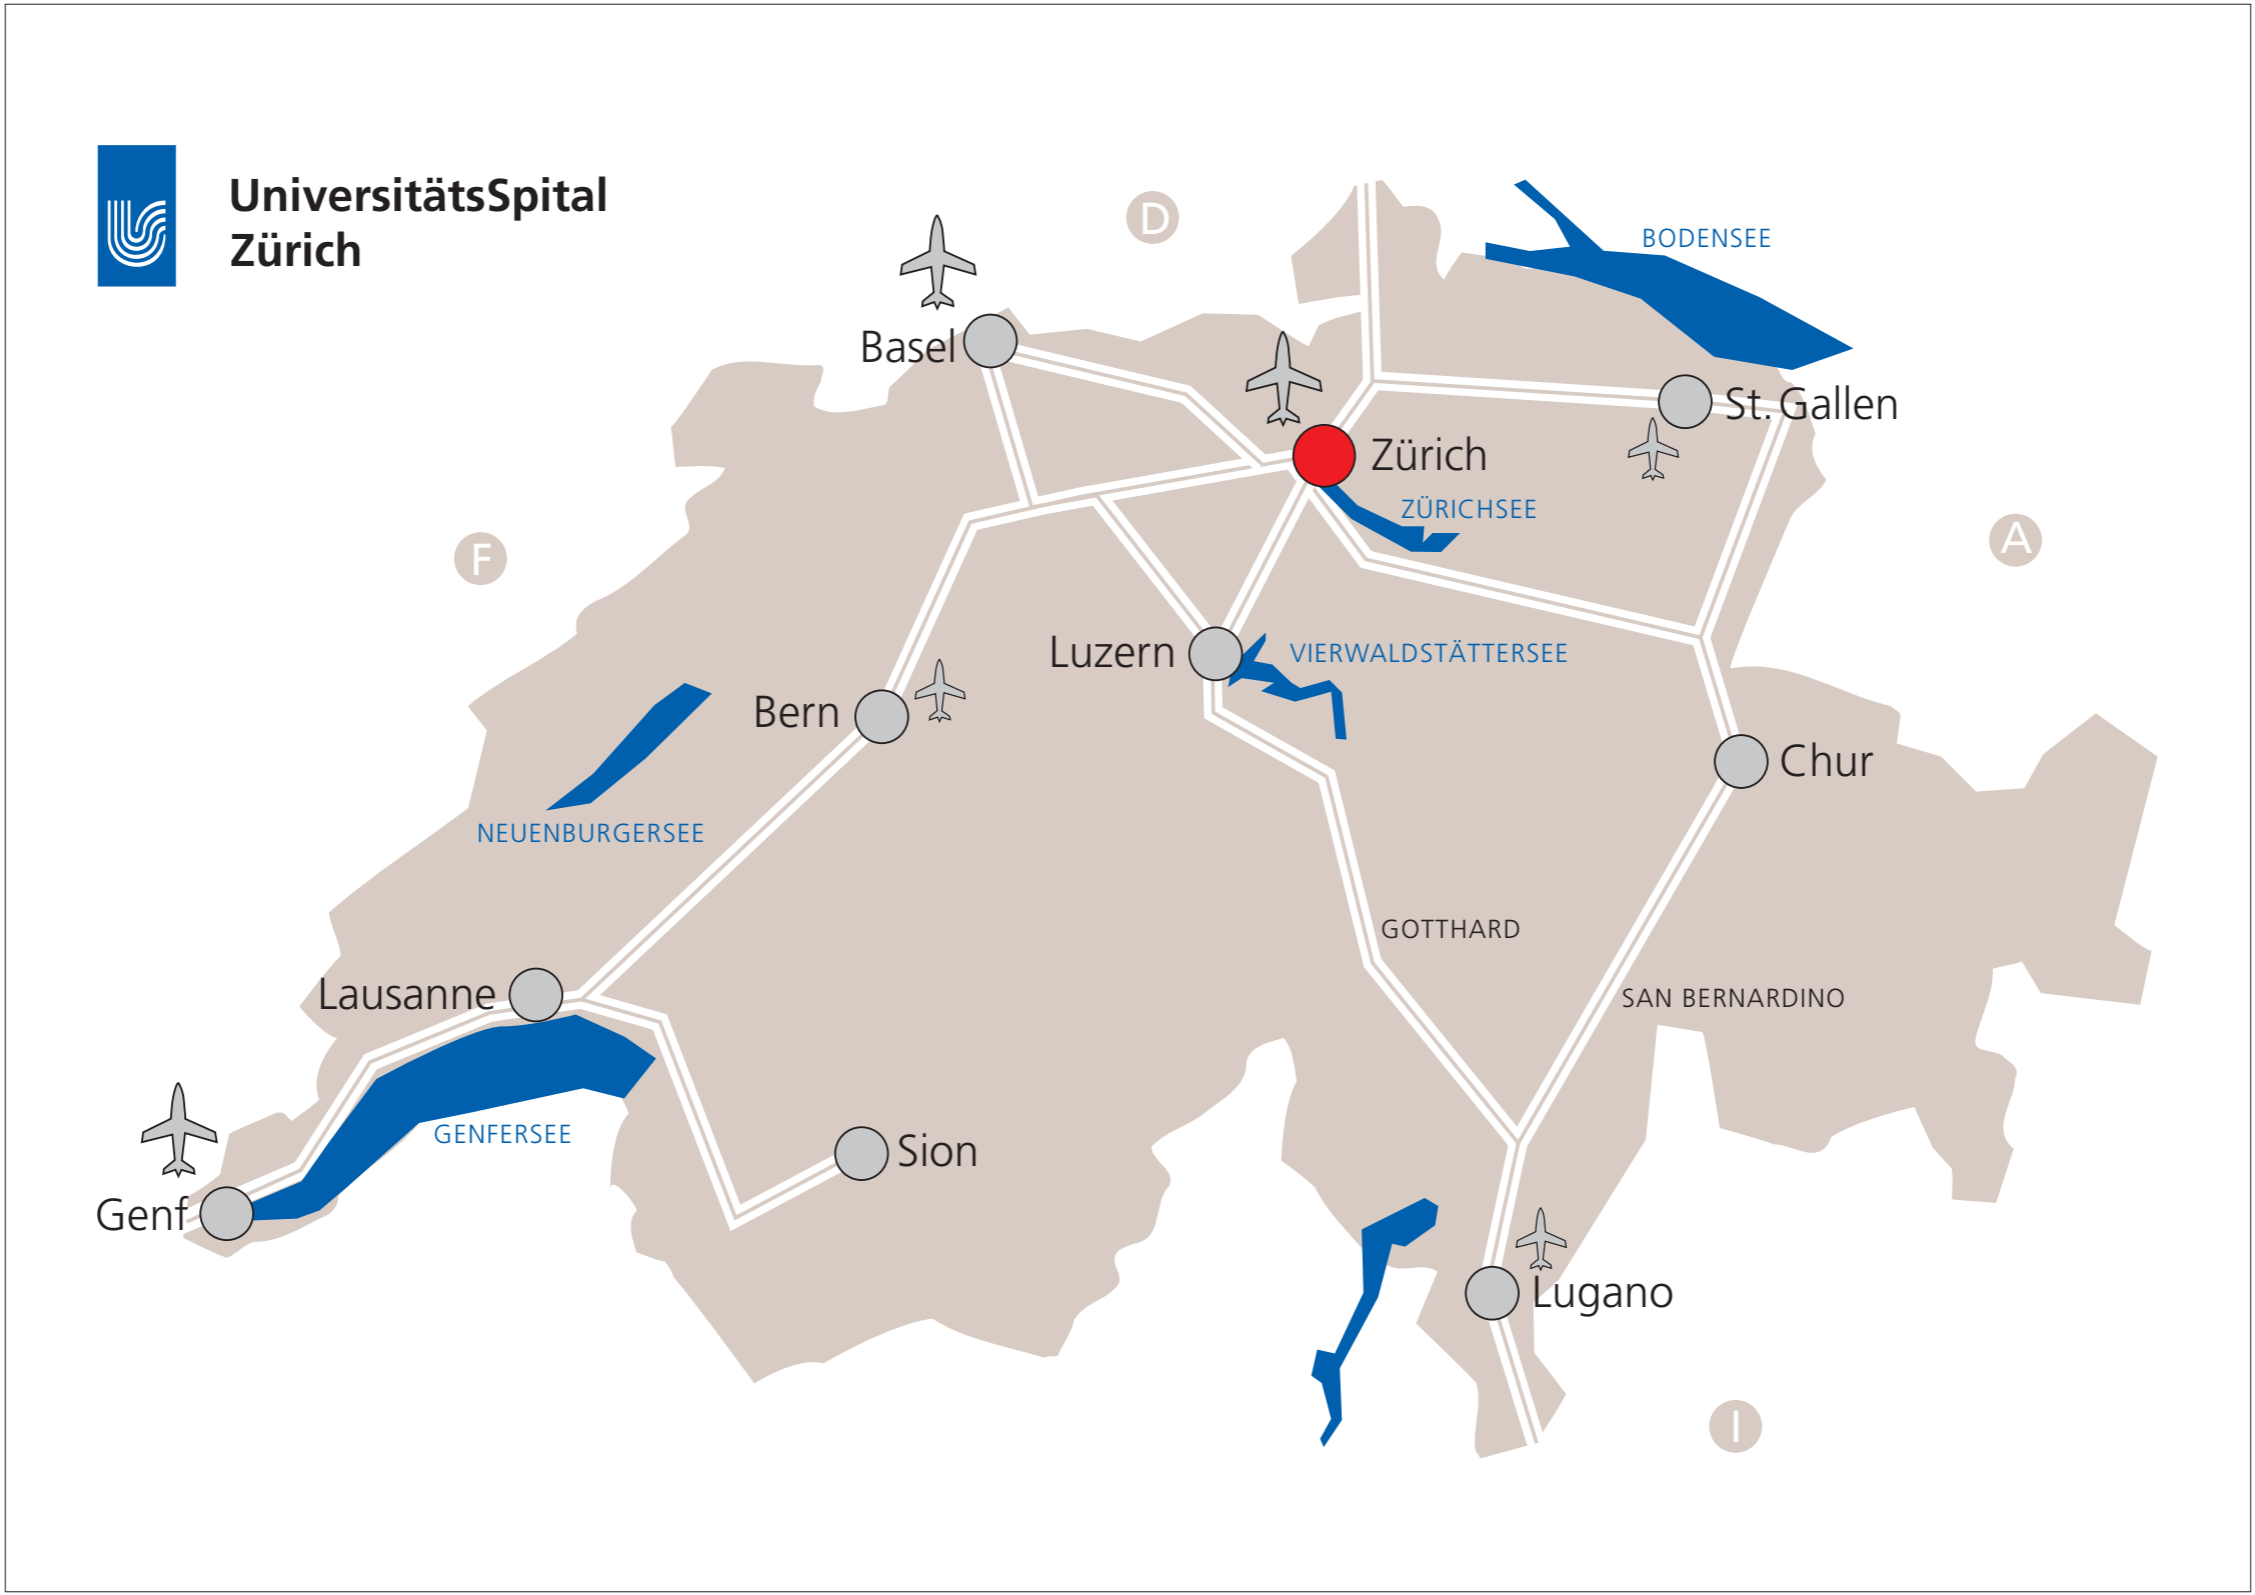 UniversitätsSpital
Zürich
D
BODENSEE
Basel
St. Gallen
Zürich
ZÜRICHSEE
F
A
Luzern
VIERWALDSTÄTTERSEE
Bern
Chur
NEUENBURGERSEE
GOTTHARD
Lausanne
SAN BERNARDINO
GENFERSEE
Sion
Genf
Lugano
I